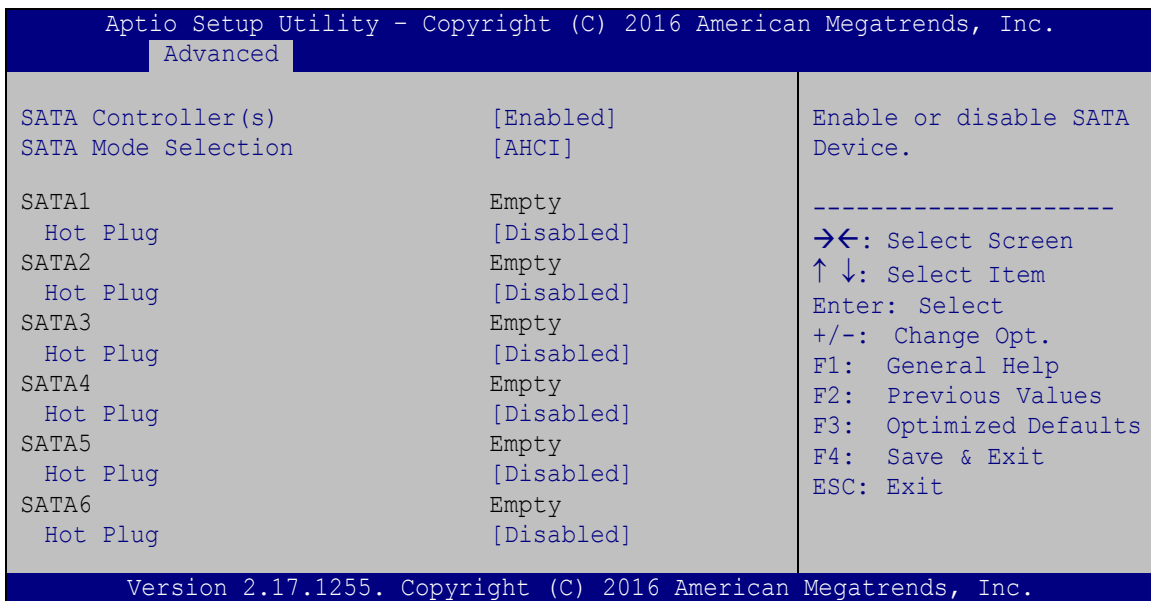 Aptio Setup Utility – Copyright (C) 2016 American Megatrends, Inc.
Advanced
SATA Controller(s) [Enabled]
SATA Mode Selection [AHCI]
SATA1 Empty
Hot Plug [Disabled]
SATA2 Empty
Hot Plug [Disabled]
SATA3 Empty
Hot Plug [Disabled]
SATA4 Empty
Hot Plug [Disabled]
SATA5 Empty
Hot Plug [Disabled]
SATA6 Empty
Hot Plug [Disabled]
Enable or disable SATA
Device.
---------------------
→←: Select Screen
↑ ↓: Select Item
Enter: Select
+/-: Change Opt.
F1: General Help
F2: Previous Values
F3: Optimized Defaults
F4: Save & Exit
ESC: Exit
Version 2.17.1255. Copyright (C) 2016 American Megatrends, Inc.